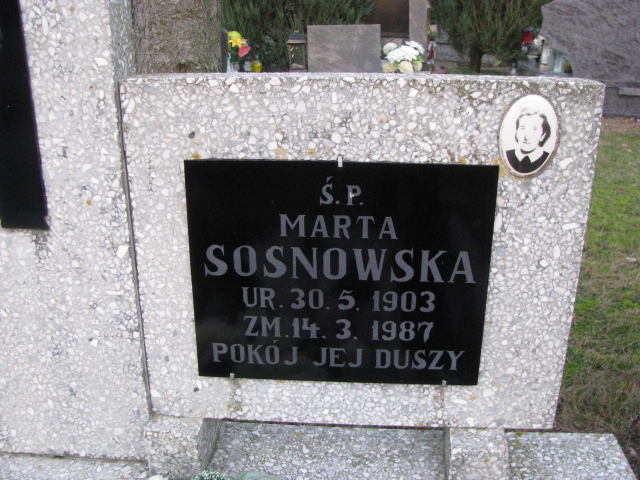 Ś.P.
MARTA
SOSNOWSKA
UR. 30. 5. 1903
ZM. 14. 3. 1987
POKÓJ JEJ DUSZY